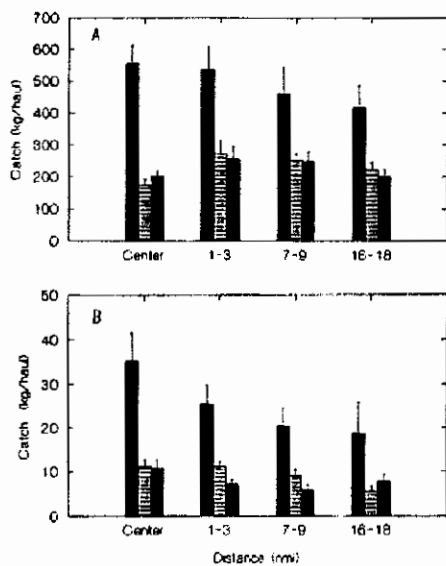 A
700
600
500
400
300
200
100
0
Catch (kg/haul)
Center 1-3 7-9 16-18
B
50
40
30
20
10
0
Catch (kg/haul)
Center 1-3 7-9 16-18
Distance (nmi)